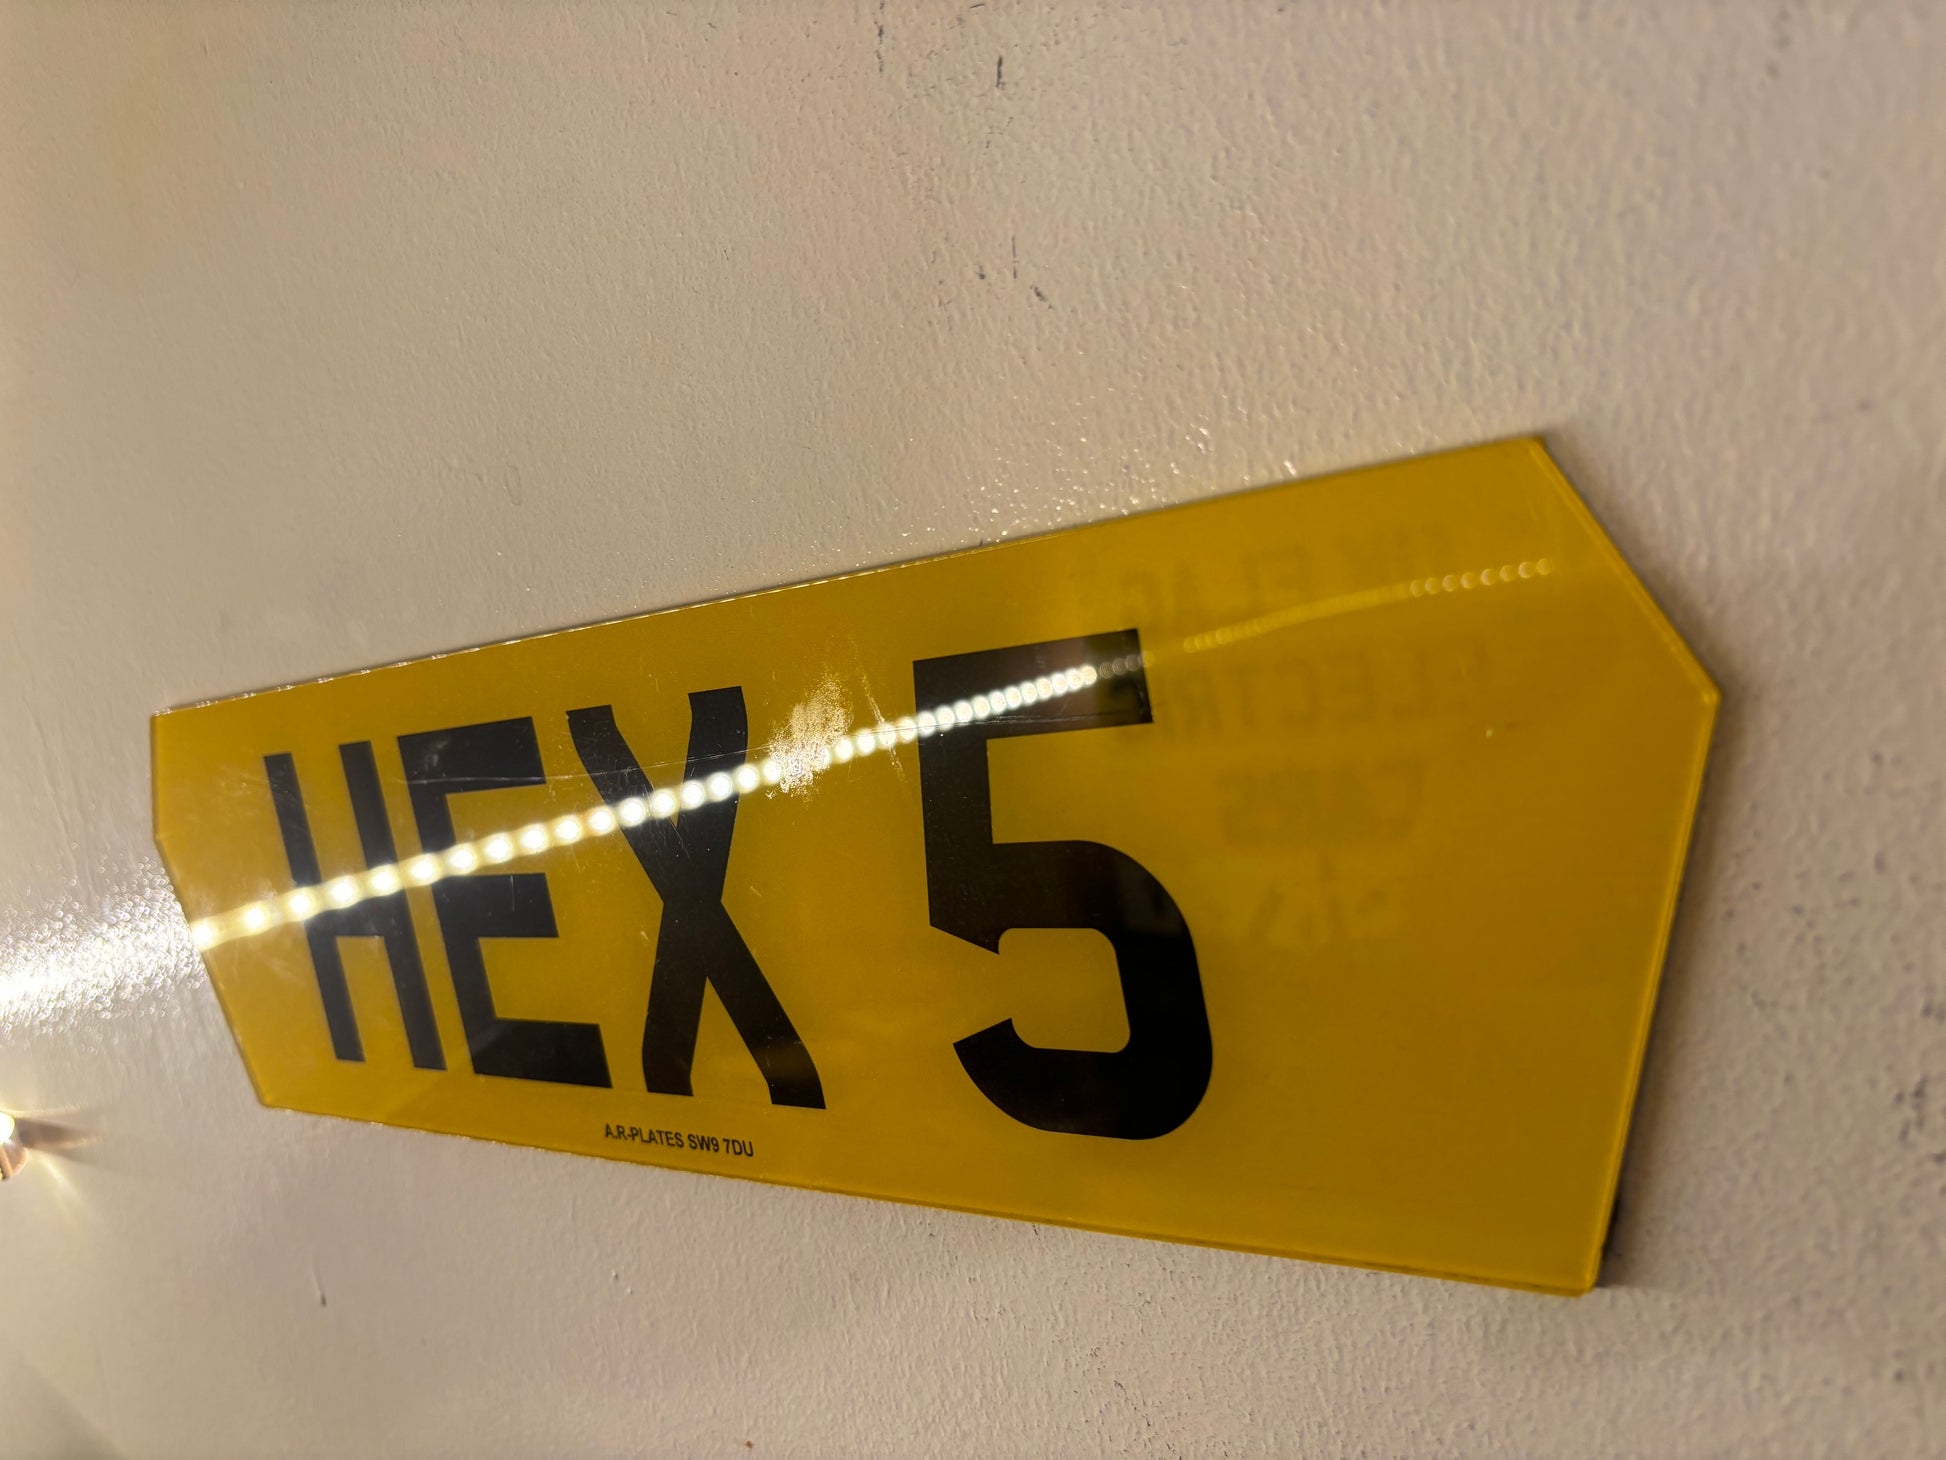 HEX 5
A.R-PLATES SW9 7DU